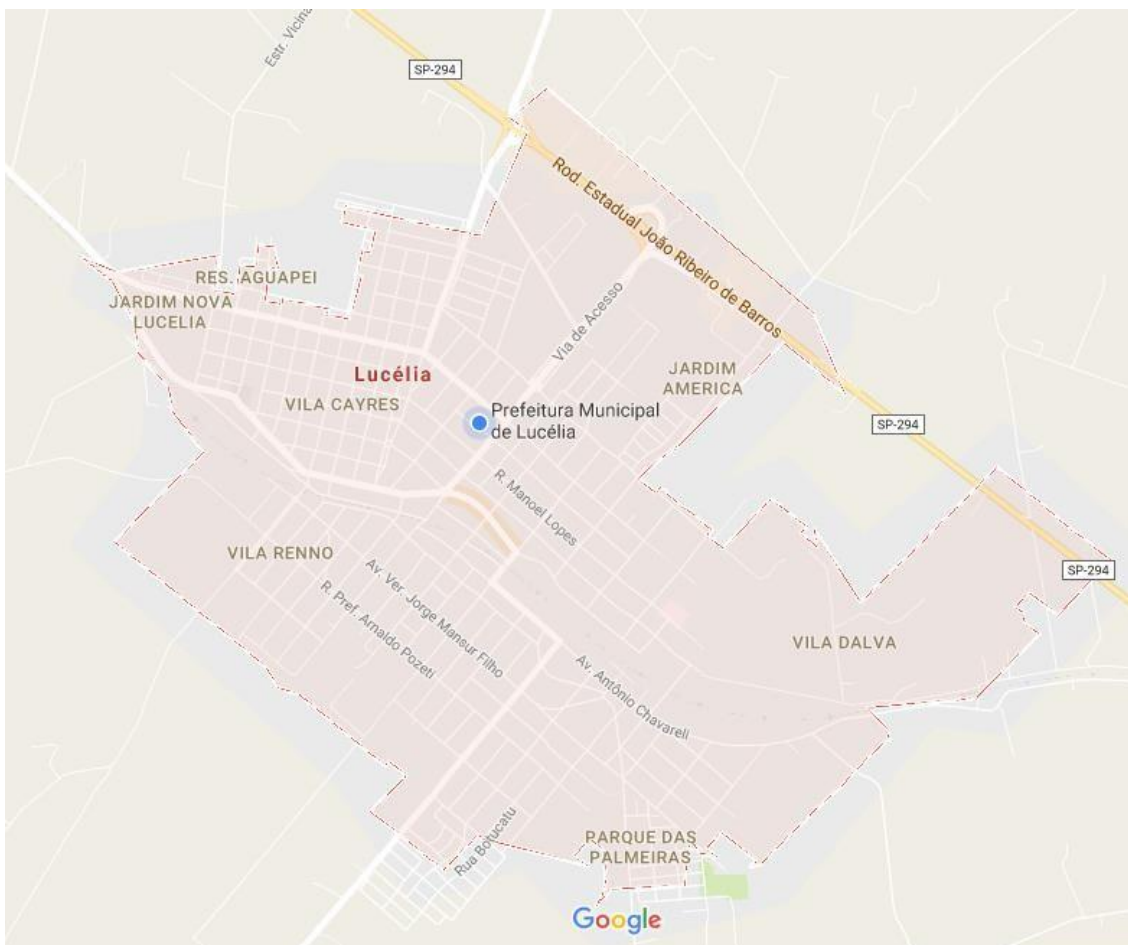 Estr. Vicina
SP-294
Rod. Estadual João Ribeiro de Barros
RES. AGUAPEI
JARDIM NOVA
LUCELIA
Via de Acesso
Lucélia
JARDIM
AMERICA
VILA CAYRES
Prefeitura Municipal
de Lucélia
SP-294
R. Manoel Lopes
VILA RENNO
SP-294
Av. Ver. Jorge Mansur Filho
R. Pref. Arnaldo Pozeti
VILA DALVA
Av. Antônio Chavareli
Rua Botucatu
PARQUE DAS
PALMEIRAS
Google